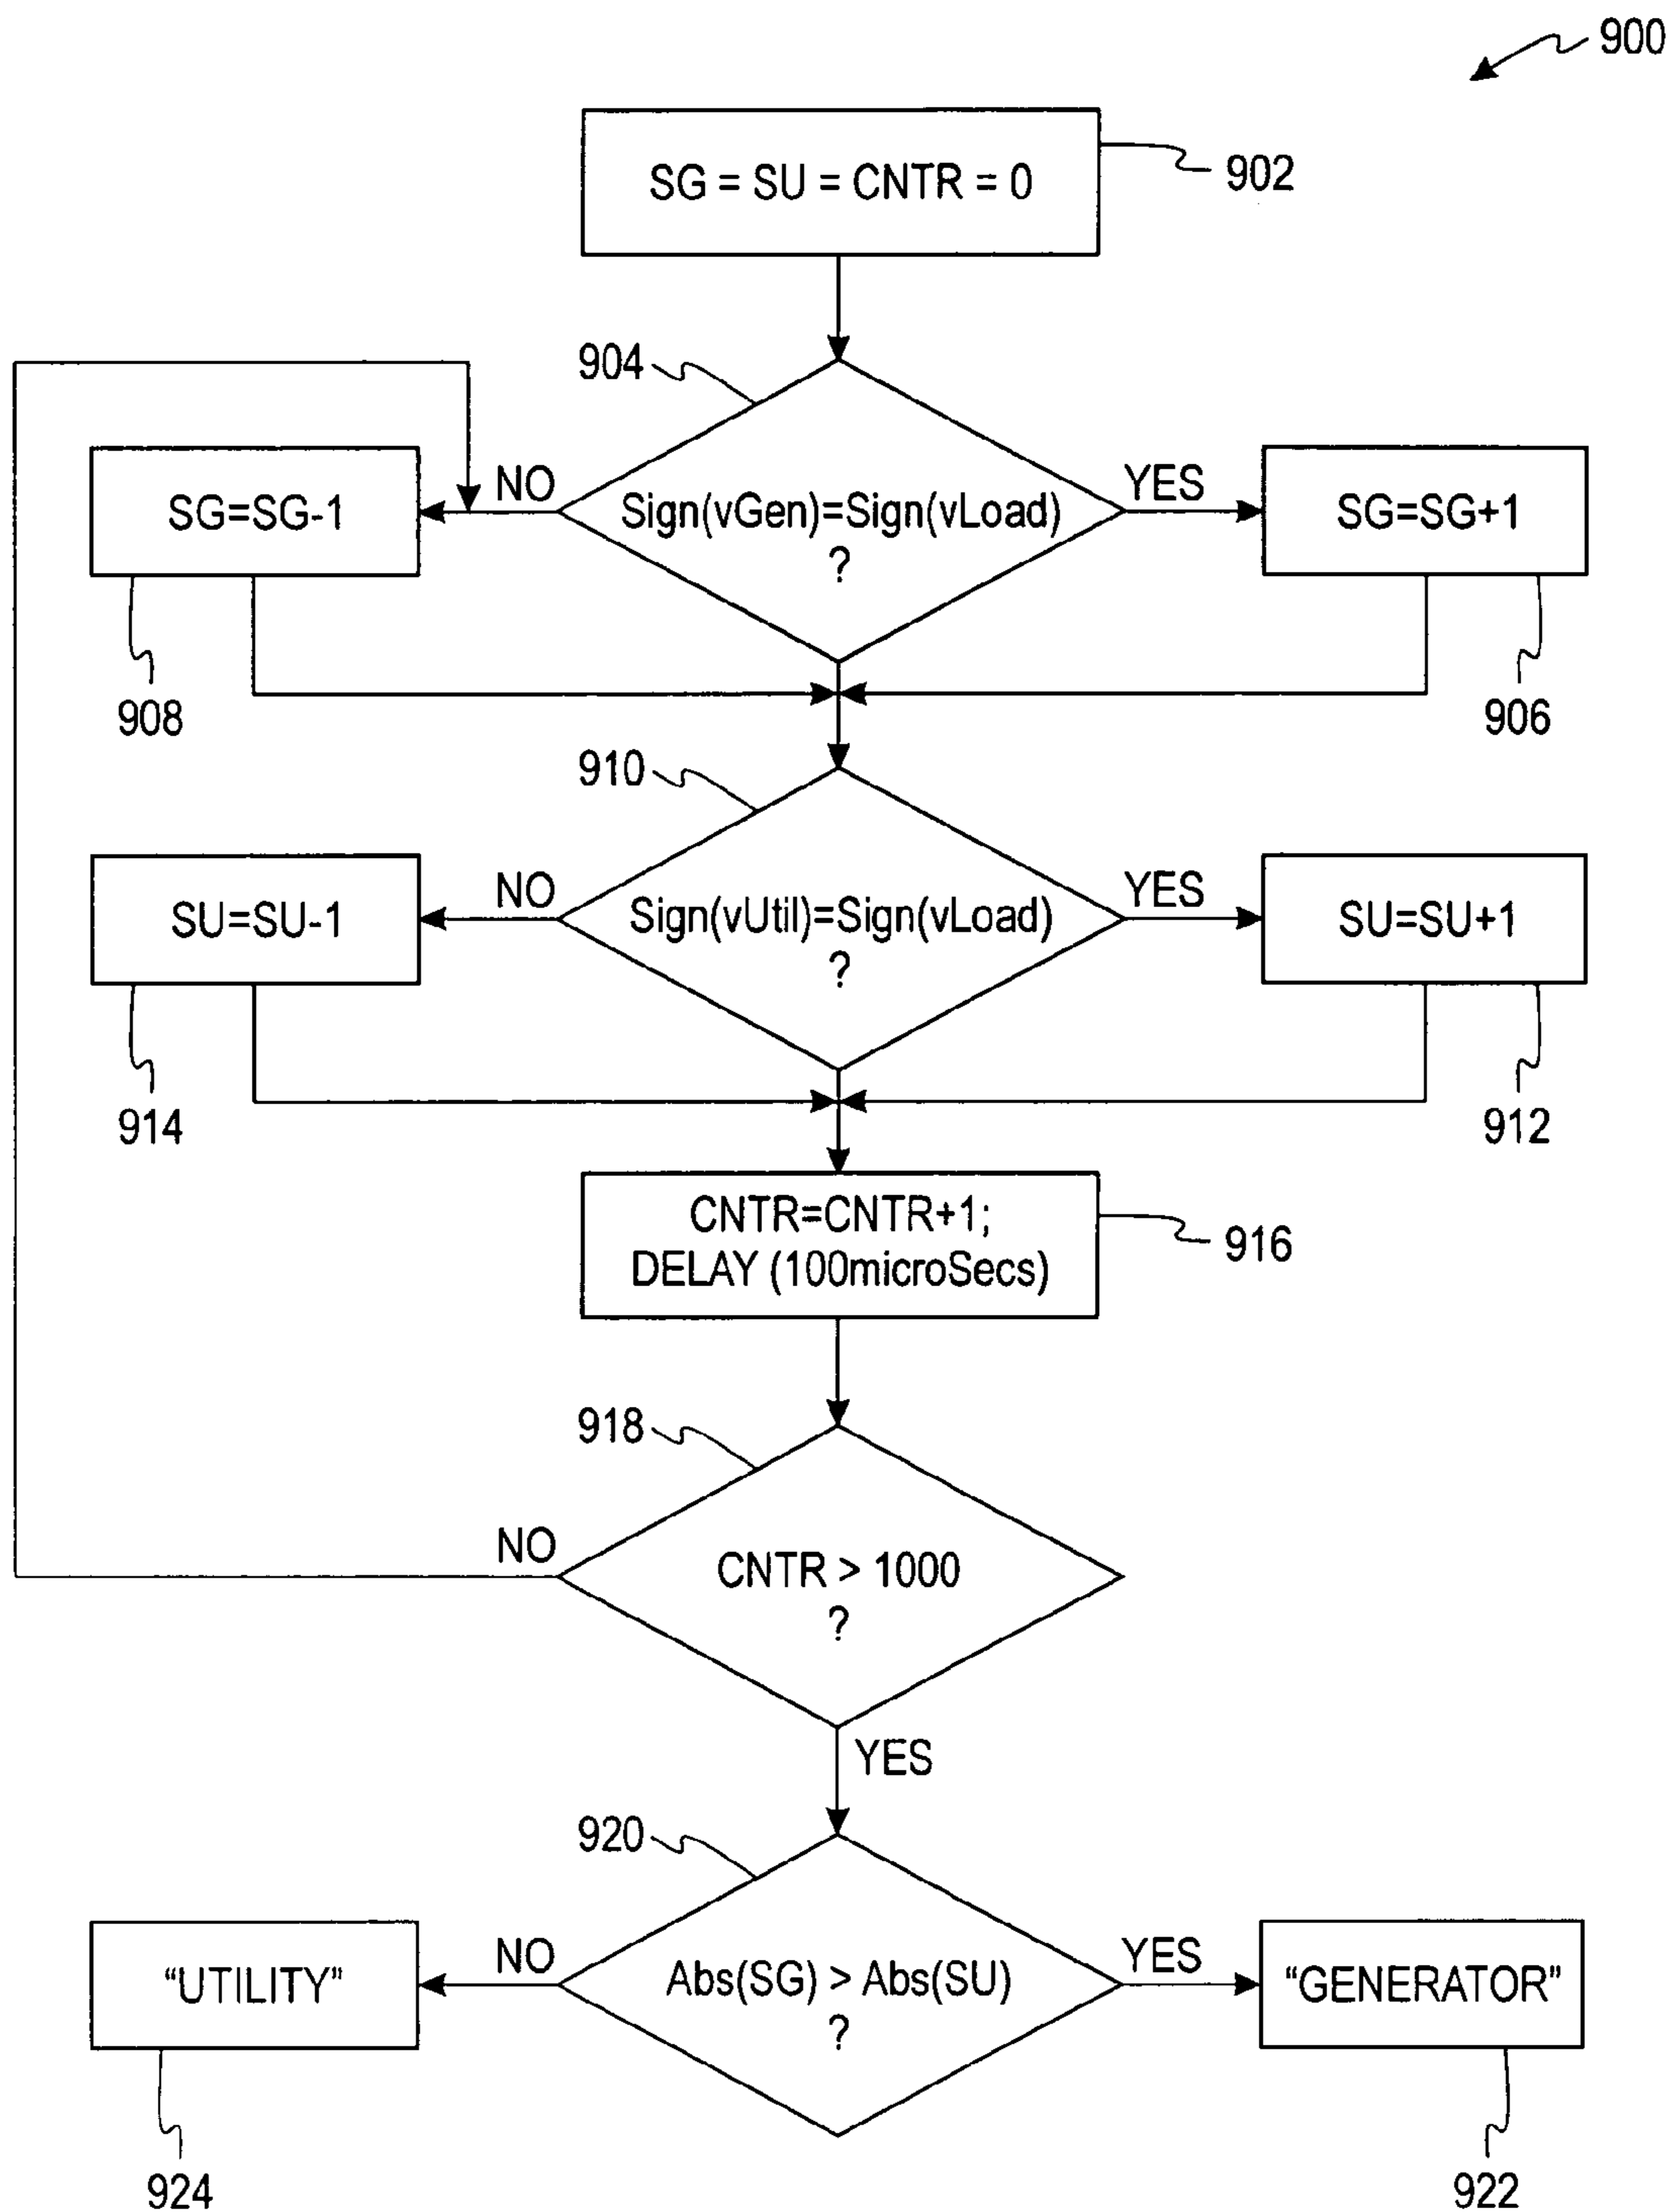 900
SG = SU = CNTR = 0
902
904
NO
YES
SG=SG-1
Sign(vGen)=Sign(vLoad)
?
SG=SG+1
908
906
910
NO
YES
SU=SU-1
Sign(vUtil)=Sign(vLoad)
?
SU=SU+1
914
912
CNTR=CNTR+1;
DELAY (100microSecs)
916
918
NO
CNTR > 1000
?
YES
920
NO
YES
"UTILITY"
Abs(SG) > Abs(SU)
?
"GENERATOR"
924
922